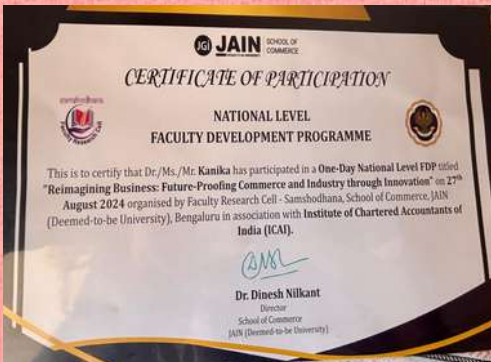 JGI JAIN SCHOOL OF COMMERCE
CERTIFICATE OF PARTICIPATION
samshodhana
NATIONAL LEVEL
FACULTY DEVELOPMENT PROGRAMME
This is to certify that Dr./Ms./Mr. Kanika has participated in a One-Day National Level FDP titled
"Reimagining Business: Future-Proofing Commerce and Industry through Innovation" on 27th
August 2024 organised by Faculty Research Cell - Samshodhana, School of Commerce, JAIN
(Deemed-to-be University), Bengaluru in association with Institute of Chartered Accountants of
India (ICAI).
Dr. Dinesh Nilkant
Director
School of Commerce
JAIN (Deemed-to-be University)